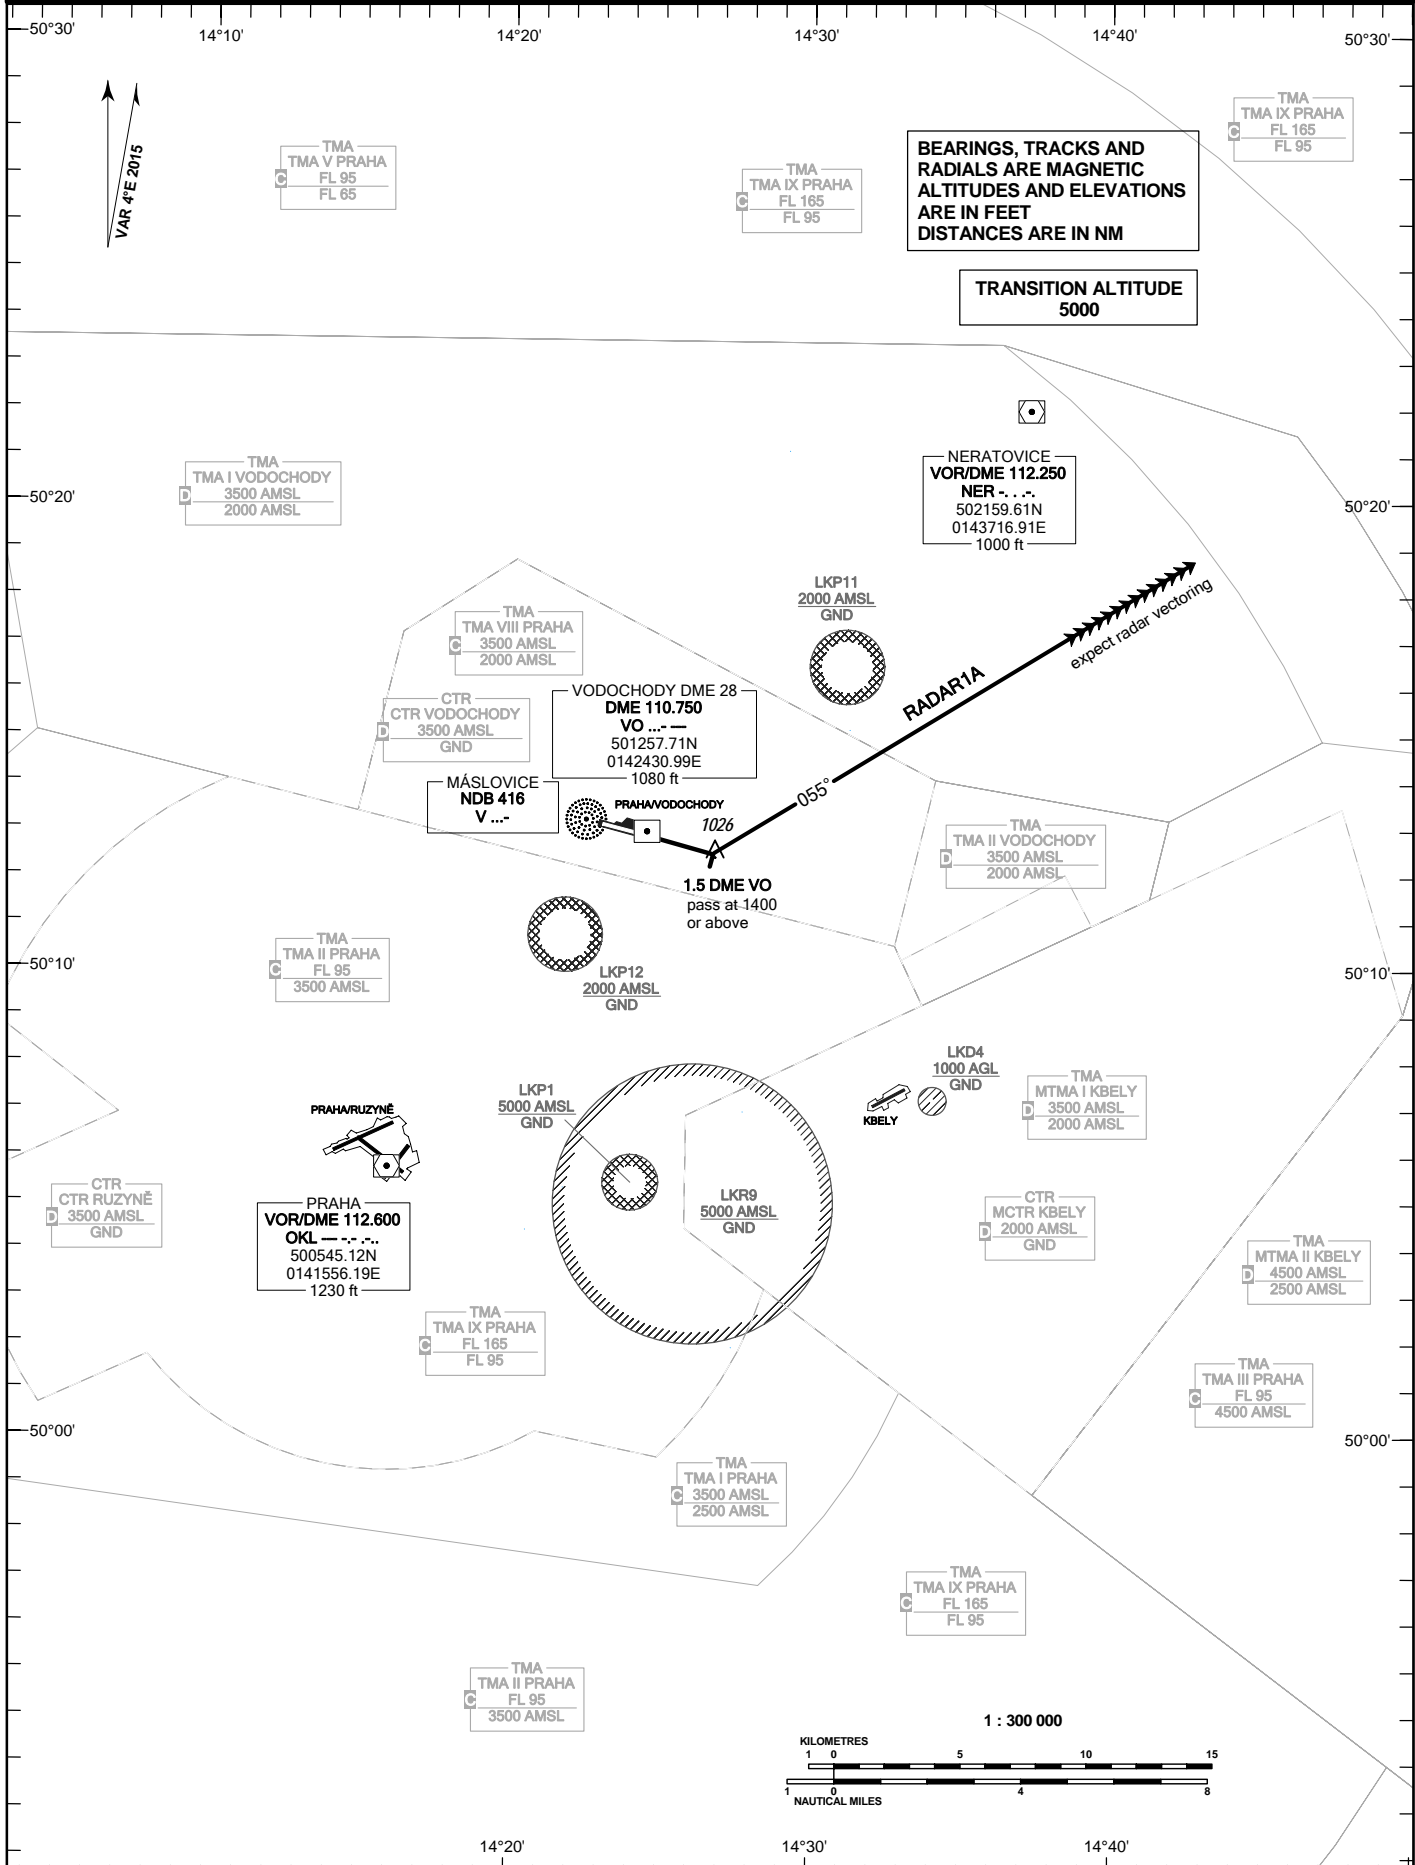 50°30'
14°10'
14°20'
14°30'
14°40'
50°30'
VAR 4°E 2015
TMA
TMA V PRAHA
C
FL 95
FL 65
TMA
TMA IX PRAHA
C
FL 165
FL 95
BEARINGS, TRACKS AND
RADIALS ARE MAGNETIC
ALTITUDES AND ELEVATIONS
ARE IN FEET
DISTANCES ARE IN NM
TMA
TMA IX PRAHA
C
FL 165
FL 95
TRANSITION ALTITUDE
5000
50°20'
TMA
TMA I VODOCHODY
D
3500 AMSL
2000 AMSL
NERATOVICE
VOR/DME 112.250
NER -. . .-.
502159.61N
0143716.91E
1000 ft
50°20'
TMA
TMA VIII PRAHA
C
3500 AMSL
2000 AMSL
LKP11
2000 AMSL
GND
expect radar vectoring
RADAR1A
055°
CTR
CTR VODOCHODY
D
3500 AMSL
GND
VODOCHODY DME 28
DME 110.750
VO ...- ---
501257.71N
0142430.99E
1080 ft
MÁSLOVICE
NDB 416
V ...-
PRAHA/VODOCHODY
1026
1.5 DME VO
pass at 1400
or above
TMA
TMA II VODOCHODY
D
3500 AMSL
2000 AMSL
50°10'
TMA
TMA II PRAHA
C
FL 95
3500 AMSL
LKP12
2000 AMSL
GND
50°10'
LKP1
5000 AMSL
GND
LKD4
1000 AGL
GND
KBELY
TMA
MTMA I KBELY
D
3500 AMSL
2000 AMSL
PRAHA/RUZYNĚ
CTR
CTR RUZYNĚ
D
3500 AMSL
GND
PRAHA
VOR/DME 112.600
OKL --- -.- .-..
500545.12N
0141556.19E
1230 ft
LKR9
5000 AMSL
GND
CTR
MCTR KBELY
D
2000 AMSL
GND
TMA
MTMA II KBELY
D
4500 AMSL
2500 AMSL
TMA
TMA IX PRAHA
C
FL 165
FL 95
TMA
TMA III PRAHA
C
FL 95
4500 AMSL
50°00'
50°00'
TMA
TMA I PRAHA
C
3500 AMSL
2500 AMSL
TMA
TMA IX PRAHA
C
FL 165
FL 95
TMA
TMA II PRAHA
C
FL 95
3500 AMSL
1 : 300 000
KILOMETRES
1 0 5 10 15
1 0 4 8
NAUTICAL MILES
14°20'
14°30'
14°40'